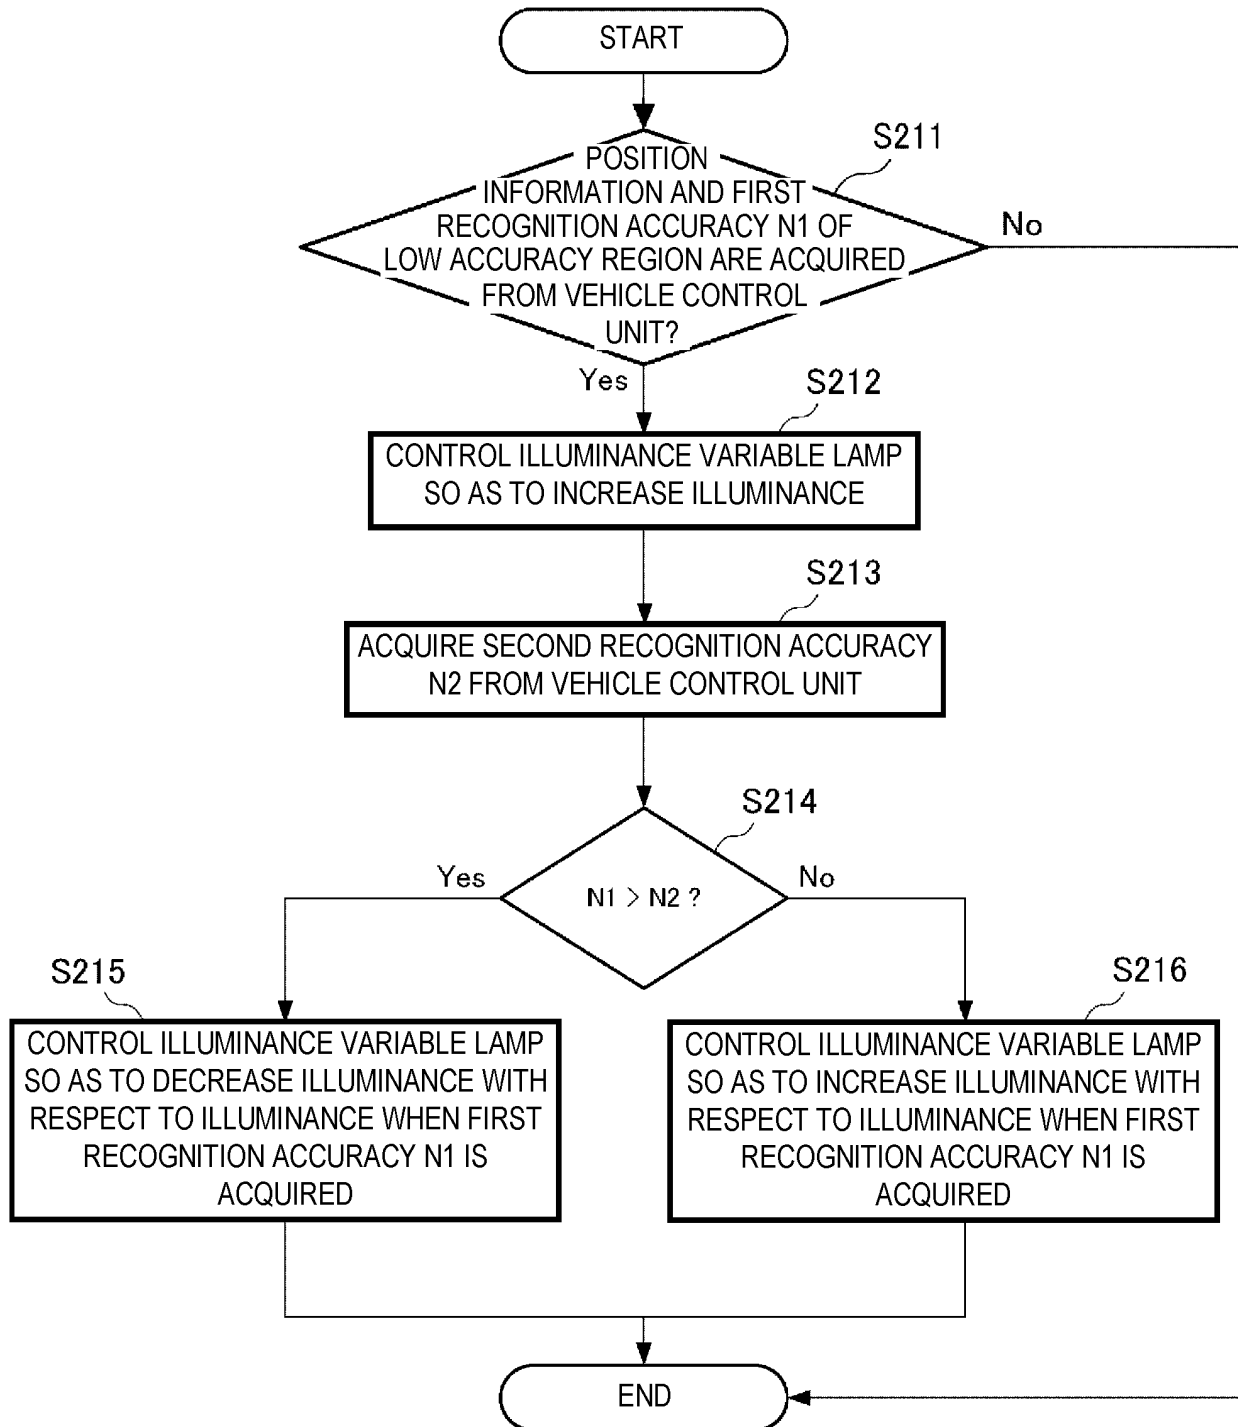 START
S211
POSITION
INFORMATION AND FIRST
RECOGNITION ACCURACY N1 OF
LOW ACCURACY REGION ARE ACQUIRED
FROM VEHICLE CONTROL
UNIT?
No
Yes
S212
CONTROL ILLUMINANCE VARIABLE LAMP
SO AS TO INCREASE ILLUMINANCE
S213
ACQUIRE SECOND RECOGNITION ACCURACY
N2 FROM VEHICLE CONTROL UNIT
S214
Yes
N1 > N2 ?
No
S215
CONTROL ILLUMINANCE VARIABLE LAMP
SO AS TO DECREASE ILLUMINANCE WITH
RESPECT TO ILLUMINANCE WHEN FIRST
RECOGNITION ACCURACY N1 IS
ACQUIRED
S216
CONTROL ILLUMINANCE VARIABLE LAMP
SO AS TO INCREASE ILLUMINANCE WITH
RESPECT TO ILLUMINANCE WHEN FIRST
RECOGNITION ACCURACY N1 IS
ACQUIRED
END